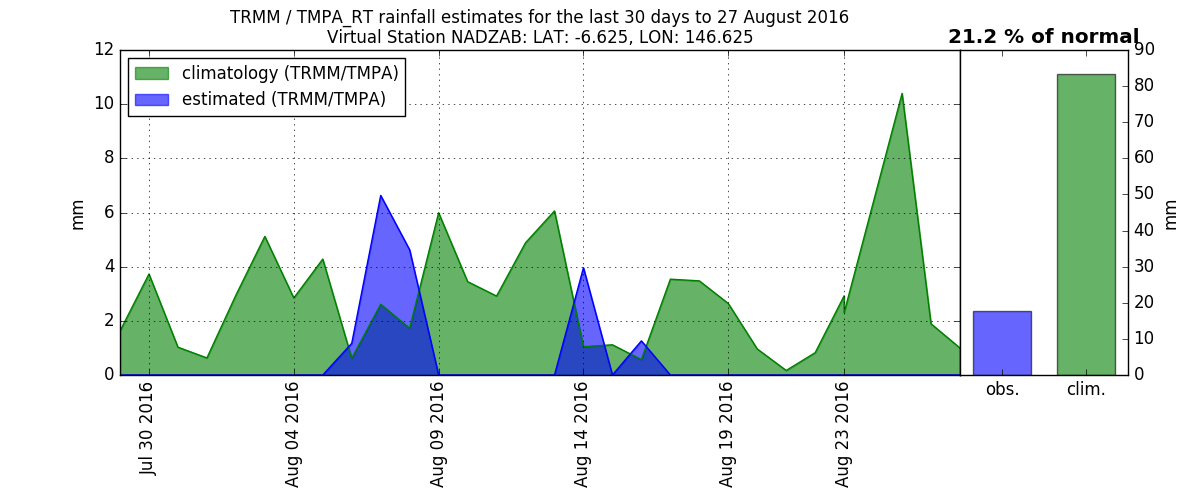 TRMM / TMPA_RT rainfall estimates for the last 30 days to 27 August 2016
Virtual Station NADZAB: LAT: -6.625, LON: 146.625
21.2 % of normal
climatology (TRMM/TMPA)
estimated (TRMM/TMPA)
mm
12
10
8
6
4
2
0
Jul 30 2016
Aug 04 2016
Aug 09 2016
Aug 14 2016
Aug 19 2016
Aug 23 2016
90
80
70
60
50
40
30
20
10
0
mm
obs.
clim.